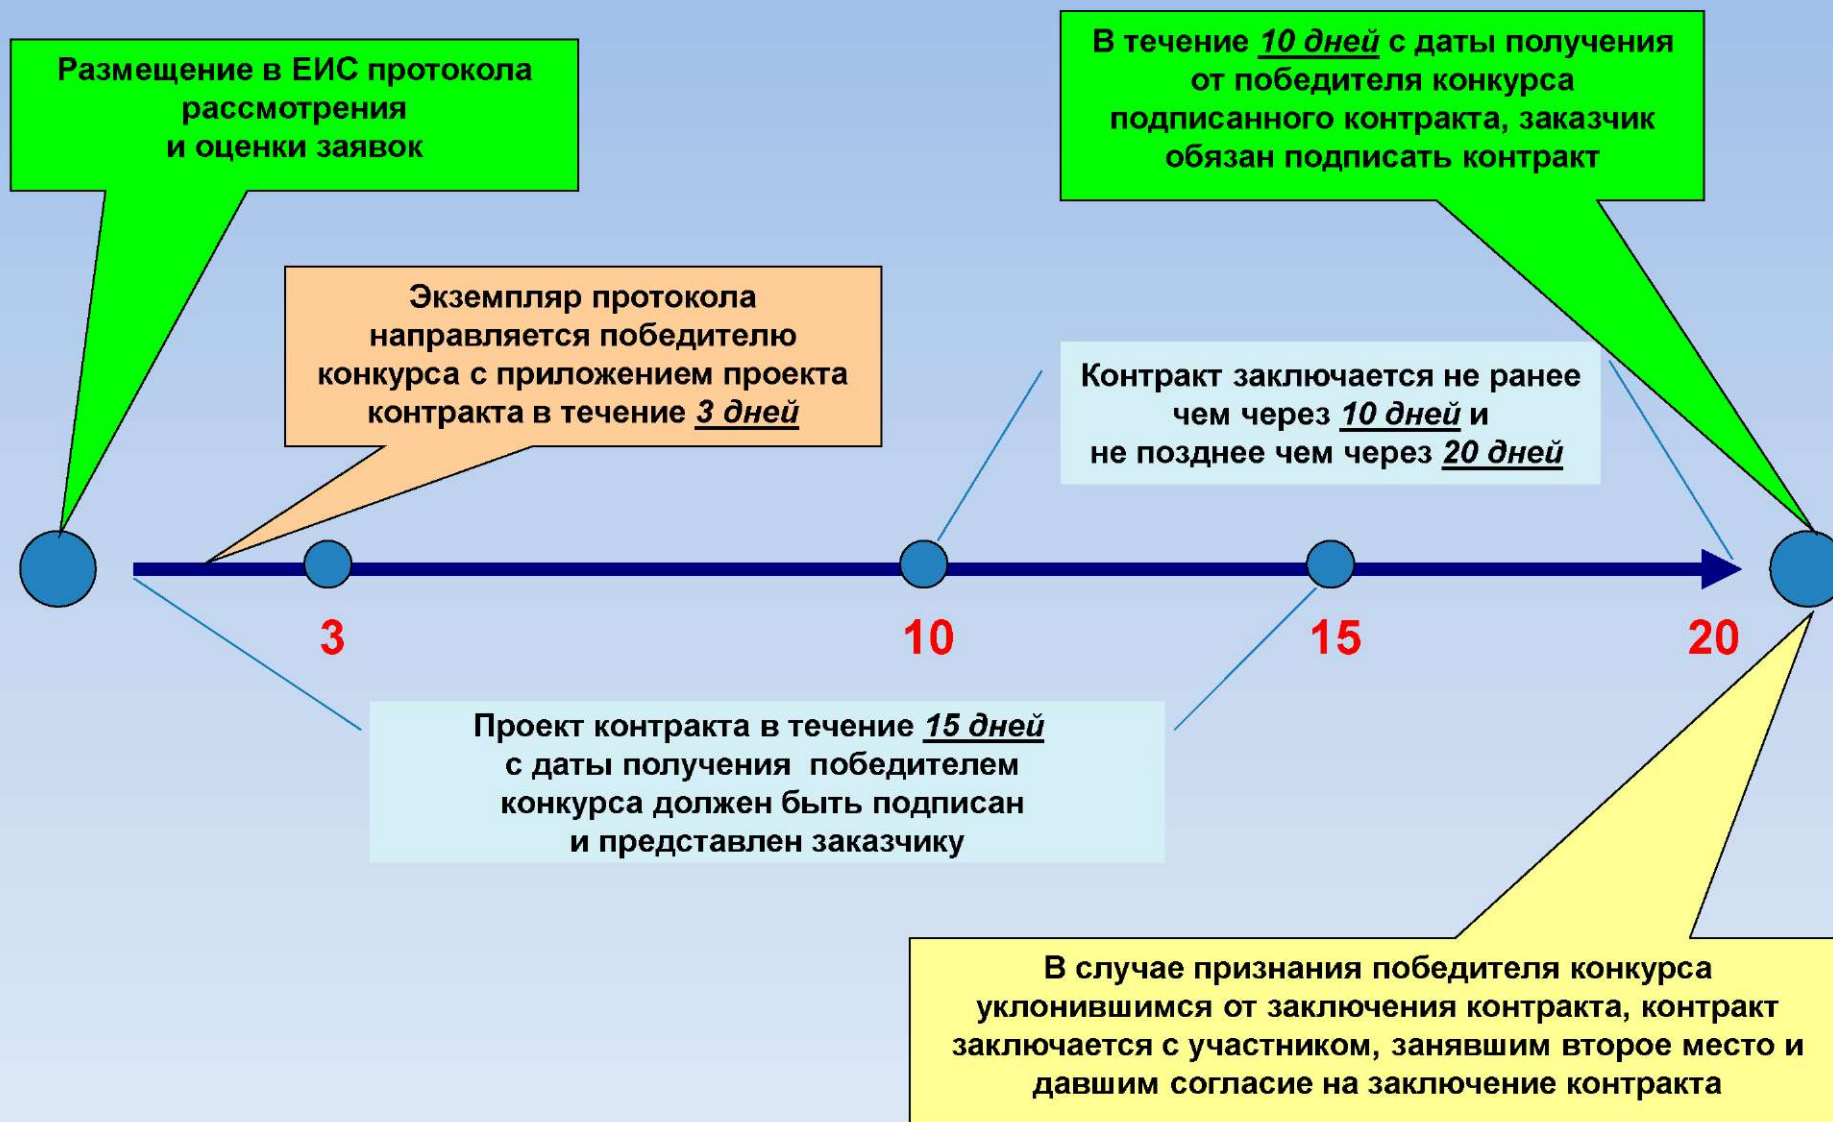 Размещение в ЕИС протокола
рассмотрения
и оценки заявок
В течение 10 дней с даты получения
от победителя конкурса
подписанного контракта, заказчик
обязан подписать контракт
Экземпляр протокола
направляется победителю
конкурса с приложением проекта
контракта в течение 3 дней
Контракт заключается не ранее
чем через 10 дней и
не позднее чем через 20 дней
3
10
15
20
Проект контракта в течение 15 дней
с даты получения победителем
конкурса должен быть подписан
и представлен заказчику
В случае признания победителя конкурса
уклонившимся от заключения контракта, контракт
заключается с участником, занявшим второе место и
давшим согласие на заключение контракта